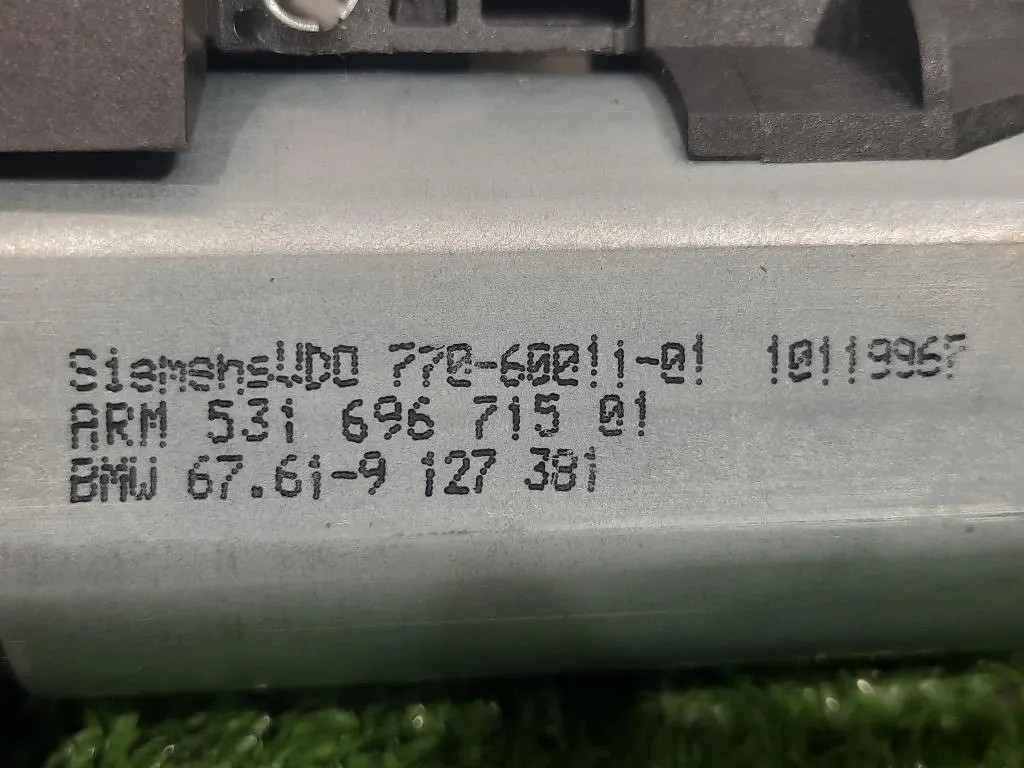 SiemensVDO 770-60011-01 10119967
ARM 531 696 715 01
BMW 67.61-9 127 381